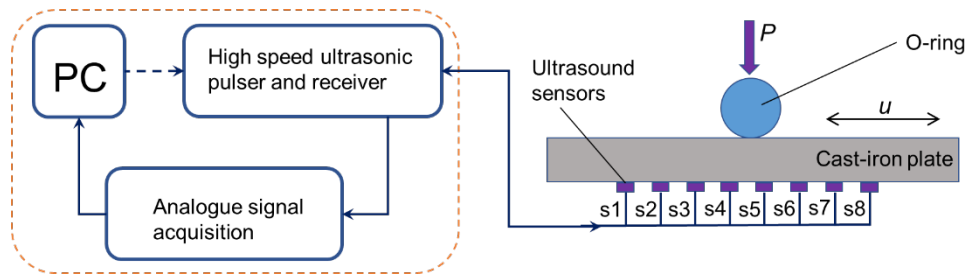 PC
High speed ultrasonic
pulser and receiver
Analogue signal
acquisition
Ultrasound
sensors
P
O-ring
u
Cast-iron plate
s1 s2 s3 s4 s5 s6 s7 s8